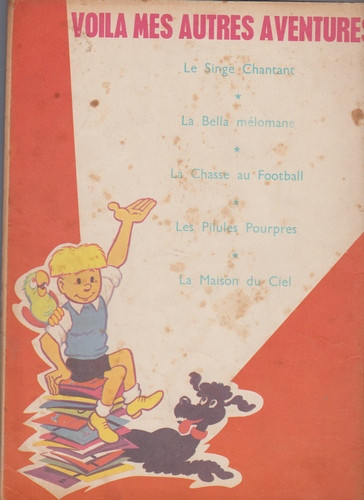 VOILA MES AUTRES AVENTURES
Le Singe Chantant
*
La Bella mélomane
*
La Chasse au Football
*
Les Pilules Pourpres
*
La Maison du Ciel